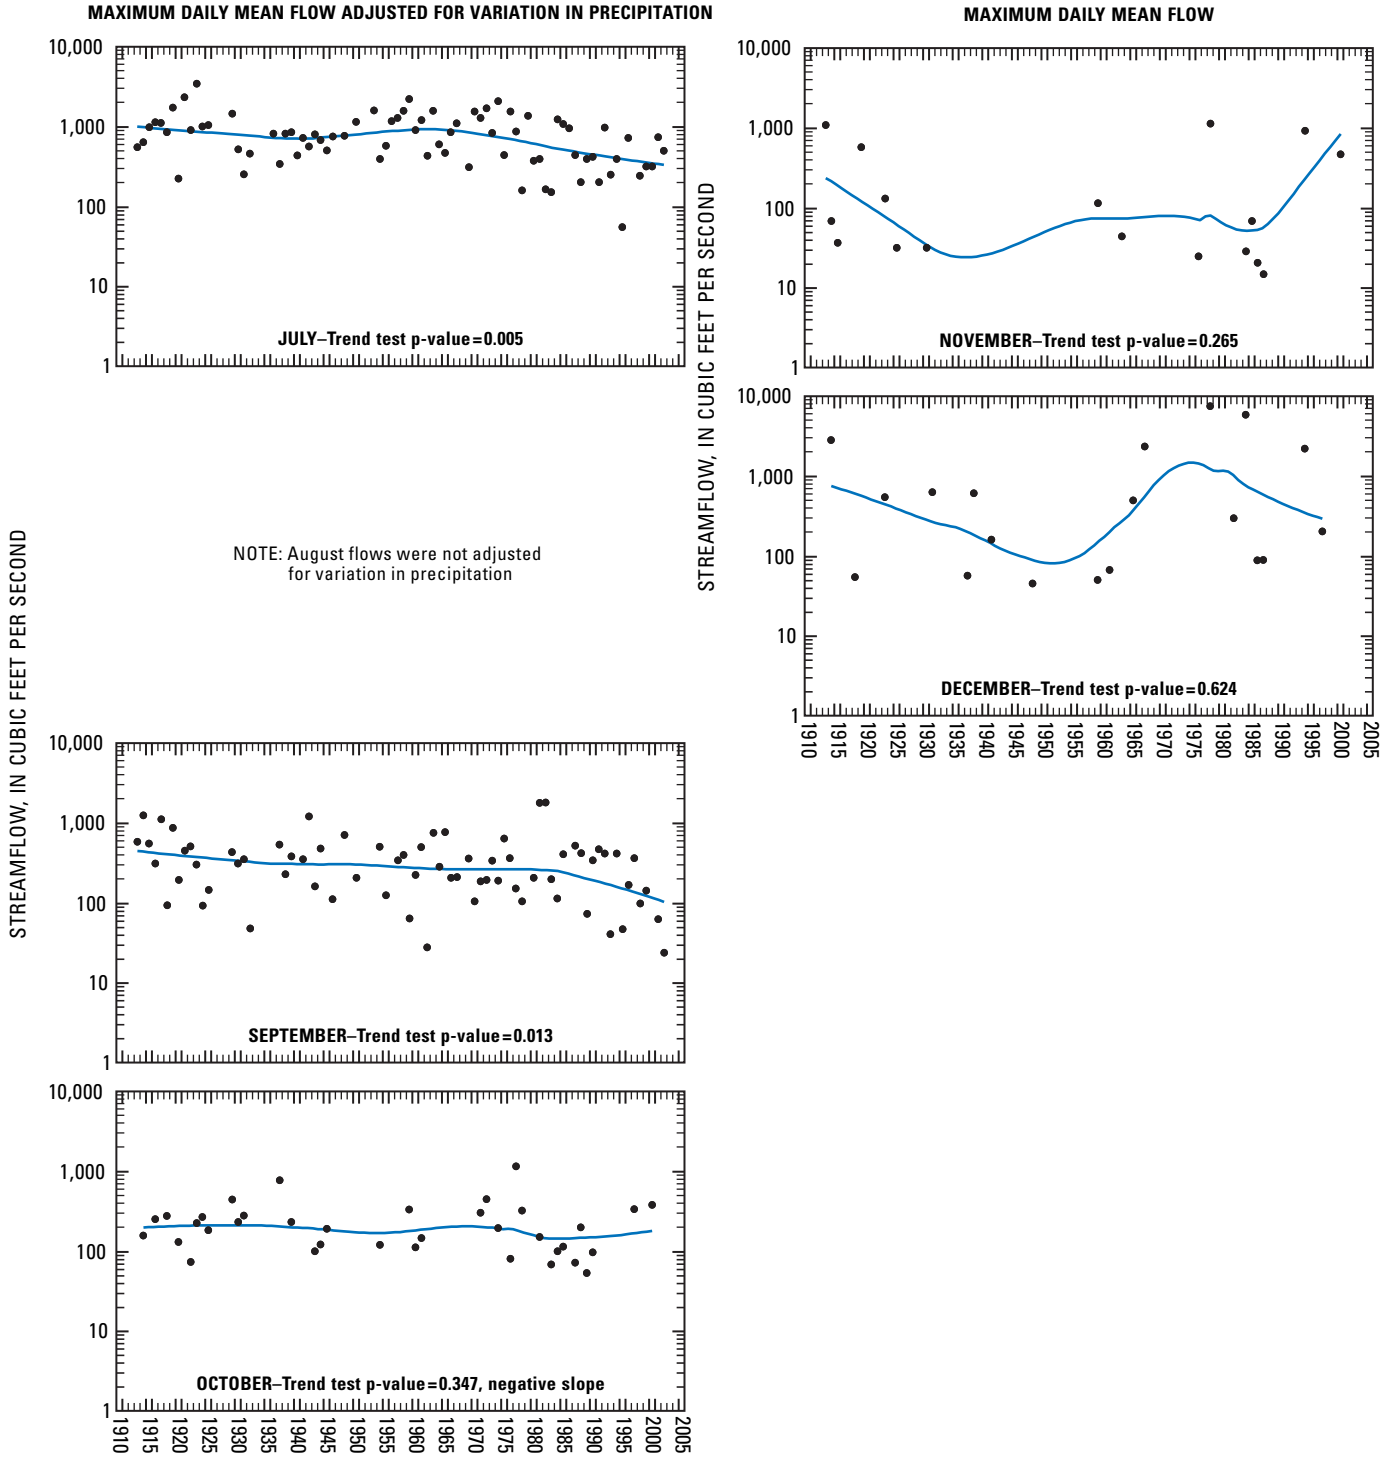 MAXIMUM DAILY MEAN FLOW ADJUSTED FOR VARIATION IN PRECIPITATION
STREAMFLOW, IN CUBIC FEET PER SECOND
10,000
1,000
100
10
1
JULY–Trend test p-value=0.005
NOTE: August flows were not adjusted
for variation in precipitation
10,000
1,000
100
10
1
SEPTEMBER–Trend test p-value=0.013
10,000
1,000
100
10
1
OCTOBER–Trend test p-value=0.347, negative slope
1910 1915 1920 1925 1930 1935 1940 1945 1950 1955 1960 1965 1970 1975 1980 1985 1990 1995 2000 2005
MAXIMUM DAILY MEAN FLOW
STREAMFLOW, IN CUBIC FEET PER SECOND
10,000
1,000
100
10
1
NOVEMBER–Trend test p-value=0.265
10,000
1,000
100
10
1
DECEMBER–Trend test p-value=0.624
1910 1915 1920 1925 1930 1935 1940 1945 1950 1955 1960 1965 1970 1975 1980 1985 1990 1995 2000 2005